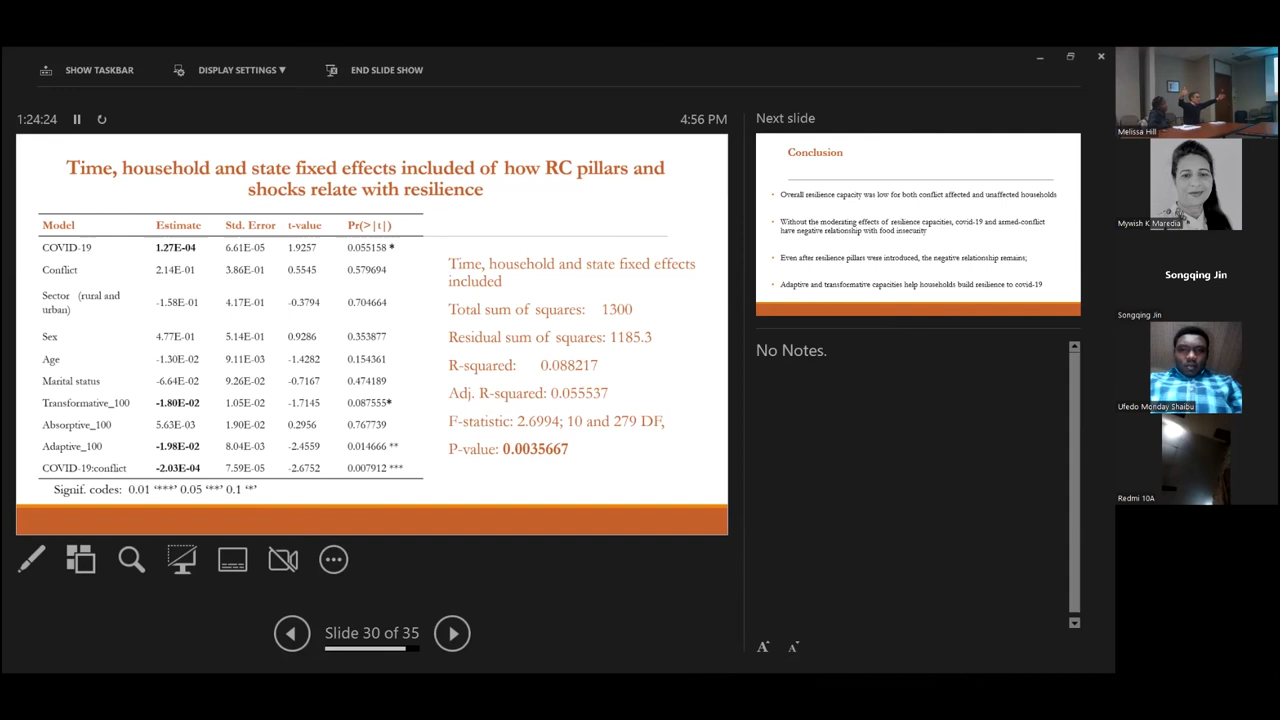 SHOW TASKBAR
DISPLAY SETTINGS ▼
END SLIDE SHOW
1:24:24
4:56 PM
Time, household and state fixed effects included of how RC pillars and
shocks relate with resilience
Model Estimate Std. Error t-value Pr(>|t|)
COVID-19 1.27E-04 6.61E-05 1.9257 0.055158 *
Conflict 2.14E-01 3.86E-01 0.5545 0.579694
Sector (rural and
urban) -1.58E-01 4.17E-01 -0.3794 0.704664
Sex 4.77E-01 5.14E-01 0.9286 0.353877
Age -1.30E-02 9.11E-03 -1.4282 0.154361
Marital status -6.64E-02 9.26E-02 -0.7167 0.474189
Transformative_100 -1.80E-02 1.05E-02 -1.7145 0.087555*
Absorptive_100 5.63E-03 1.90E-02 0.2956 0.767739
Adaptive_100 -1.98E-02 8.04E-03 -2.4559 0.014666 **
COVID-19:conflict -2.03E-04 7.59E-05 -2.6752 0.007912 ***
Signif. codes: 0.01 ‘***’ 0.05 ‘**’ 0.1 ‘*’
Time, household and state fixed effects
included
Total sum of squares: 1300
Residual sum of squares: 1185.3
R-squared: 0.088217
Adj. R-squared: 0.055537
F-statistic: 2.6994; 10 and 279 DF,
P-value: 0.0035667
Slide 30 of 35
Next slide
Conclusion
• Overall resilience capacity was low for both conflict affected and unaffected households
• Without the moderating effects of resilience capacities, covid-19 and armed-conflict
have negative relationship with food insecurity
• Even after resilience pillars were introduced, the negative relationship remains;
• Adaptive and transformative capacities help households build resilience to covid-19
No Notes.
A A
Melissa Hill
Mywish K Maredia
Songqing Jin
Songqing Jin
Ufedo Monday Shaibu
Redmi 10A